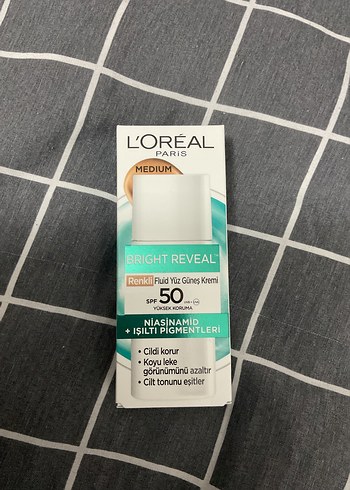 L'ORÉAL
PARIS
MEDIUM
BRIGHT REVEAL™
Renkli Fluid Yüz Güneş Kremi
SPF 50
YÜKSEK KORUMA
NİASİNAMİD
+ IŞILTI PİGMENTLERİ
• Cildi korur
• Koyu leke
görünümünü azaltır
• Cilt tonunu eşitler